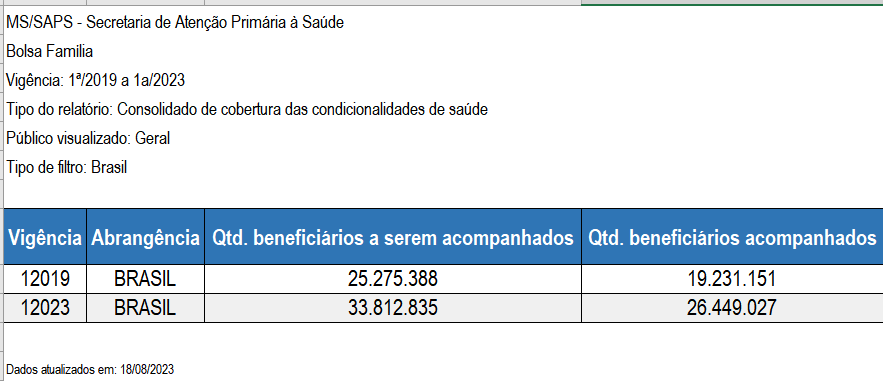 MS/SAPS - Secretaria de Atenção Primária à Saúde
Bolsa Família
Vigência: 1ª/2019 a 1a/2023
Tipo do relatório: Consolidado de cobertura das condicionalidades de saúde
Público visualizado: Geral
Tipo de filtro: Brasil
Vigência Abrangência Qtd. beneficiários a serem acompanhados Qtd. beneficiários acompanhados
12019 BRASIL 25.275.388 19.231.151
12023 BRASIL 33.812.835 26.449.027
Dados atualizados em: 18/08/2023